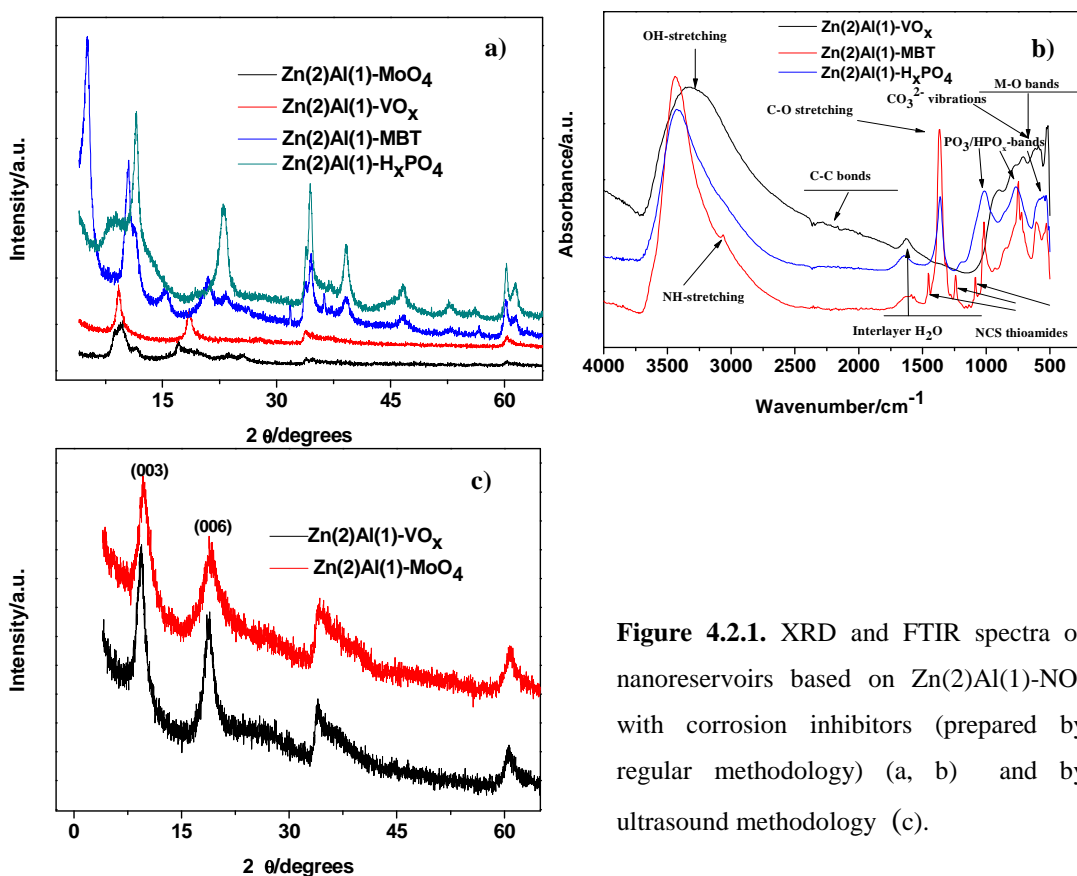 a)
Zn(2)Al(1)-MoO4
Zn(2)Al(1)-VOx
Zn(2)Al(1)-MBT
Zn(2)Al(1)-HxPO4
Intensity/a.u.
15
30
45
60
2 θ/degrees
b)
Zn(2)Al(1)-VOx
Zn(2)Al(1)-MBT
Zn(2)Al(1)-HxPO4
OH-stretching
M-O bands
CO3 2- vibrations
C-O stretching
PO3/HPOx-bands
C-C bonds
NH-stretching
Interlayer H2O
NCS thioamides
Absorbance/a.u.
4000
3500
3000
2500
2000
1500
1000
500
Wavenumber/cm-1
c)
(003)
(006)
Zn(2)Al(1)-VOx
Zn(2)Al(1)-MoO4
Intensity/a.u.
0
15
30
45
60
2 θ/degrees
Figure 4.2.1. XRD and FTIR spectra o
nanoreservoirs based on Zn(2)Al(1)-NO
with corrosion inhibitors (prepared by
regular methodology) (a, b) and by
ultrasound methodology (c).